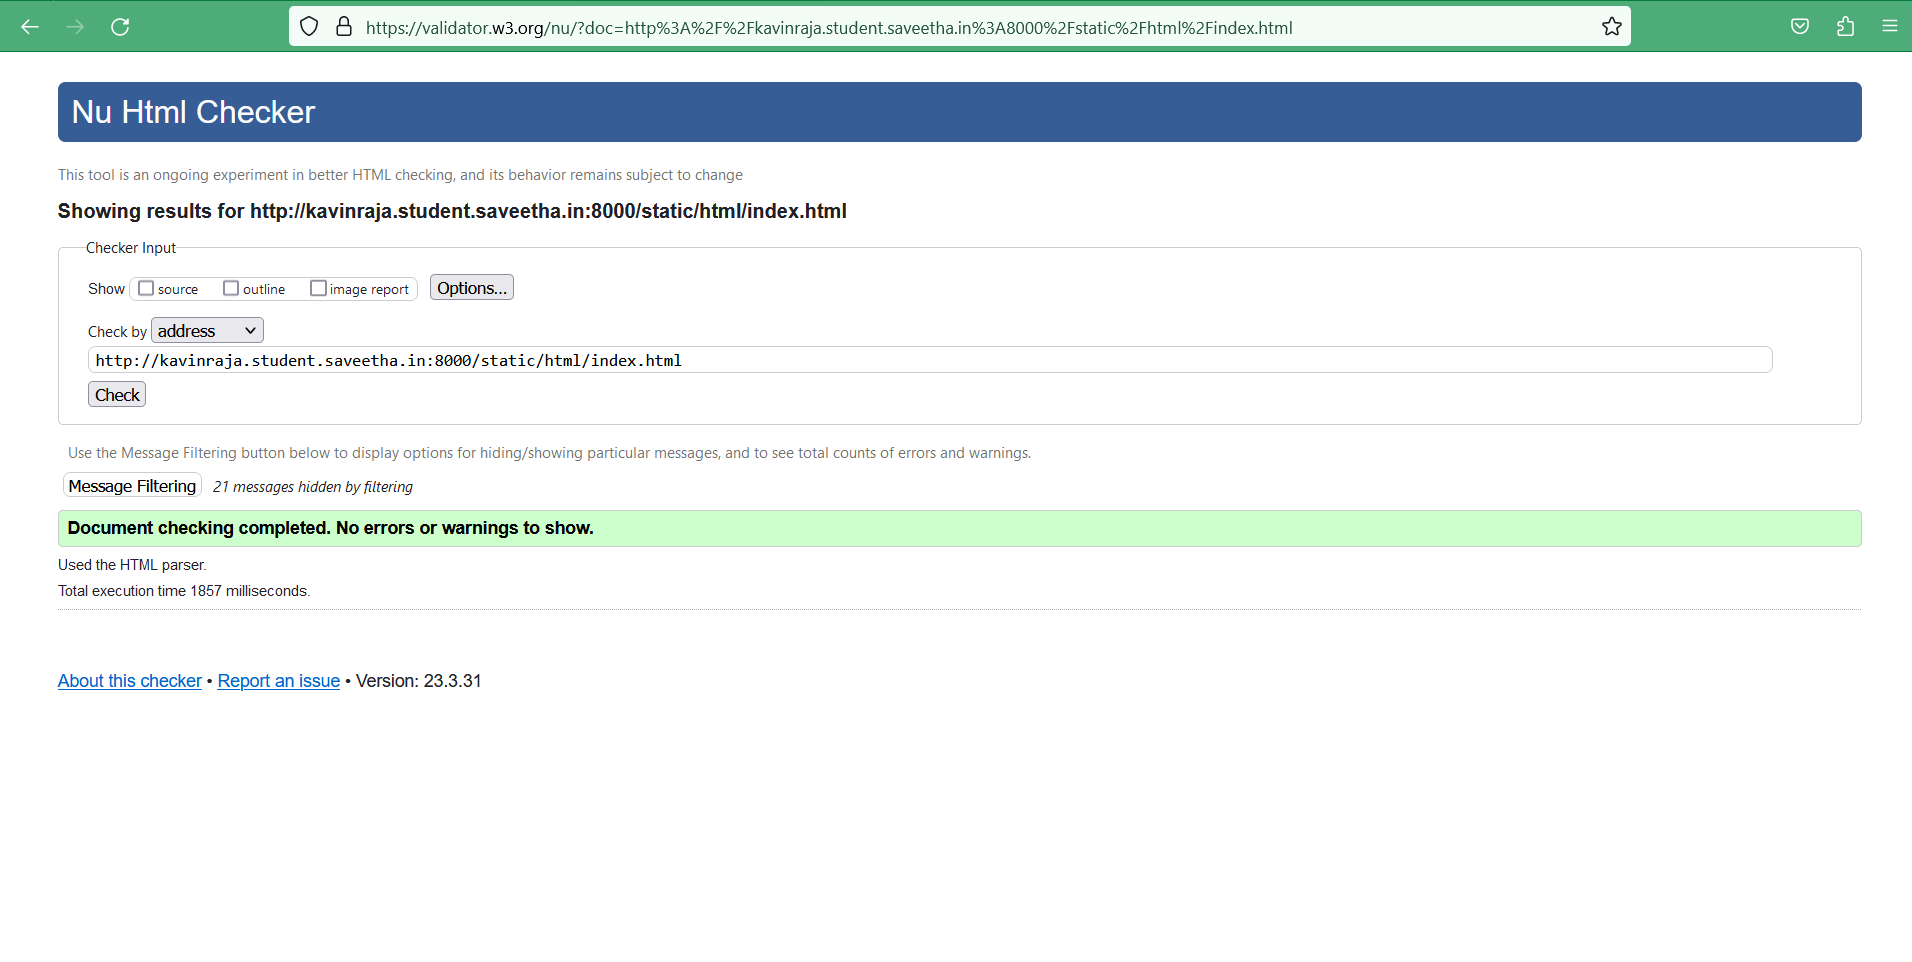 https://validator.w3.org/nu/?doc=http%3A%2F%2Fkavinraja.student.saveetha.in%3A8000%2Fstatic%2Fhtml%2Findex.html
Nu Html Checker
This tool is an ongoing experiment in better HTML checking, and its behavior remains subject to change
Showing results for http://kavinraja.student.saveetha.in:8000/static/html/index.html
Checker Input
Show source outline image report Options...
Check by address
http://kavinraja.student.saveetha.in:8000/static/html/index.html
Check
Use the Message Filtering button below to display options for hiding/showing particular messages, and to see total counts of errors and warnings.
Message Filtering 21 messages hidden by filtering
Document checking completed. No errors or warnings to show.
Used the HTML parser.
Total execution time 1857 milliseconds.
About this checker • Report an issue • Version: 23.3.31